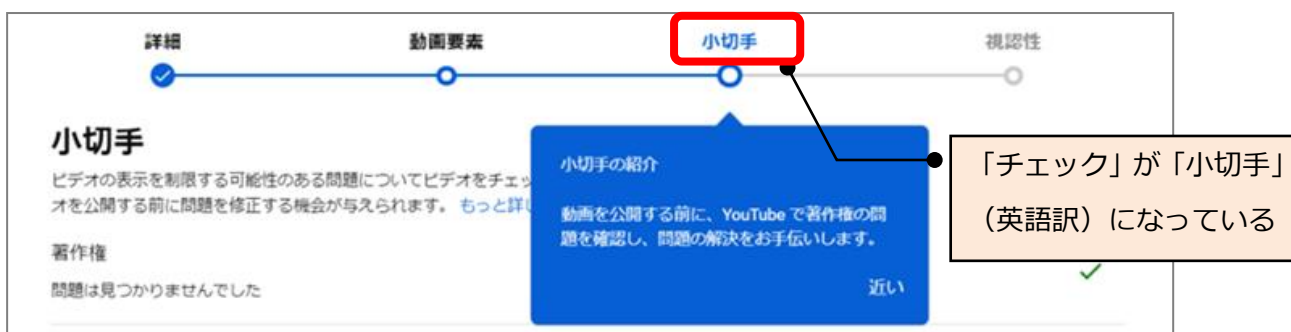 詳細 動画要素 小切手 視認性
小切手
ビデオの表示を制限する可能性のある問題についてビデオをチェッ
オを公開する前に問題を修正する機会が与えられます。 もっと詳し
著作権
問題は見つかりませんでした
小切手の紹介
動画を公開する前に、YouTube で著作権の問
題を確認し、問題の解決をお手伝いします。
近い
「チェック」が「小切手」
（英語訳）になっている